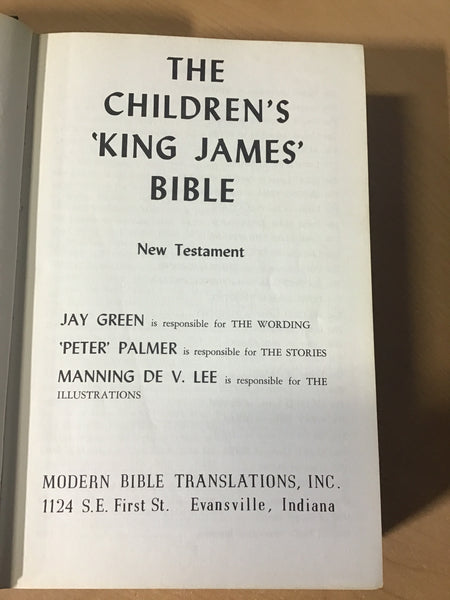 THE
CHILDREN'S
'KING JAMES'
BIBLE
New Testament
JAY GREEN is responsible for THE WORDING
'PETER' PALMER is responsible for THE STORIES
MANNING DE V. LEE is responsible for THE
ILLUSTRATIONS
MODERN BIBLE TRANSLATIONS, INC.
1124 S.E. First St. Evansville, Indiana